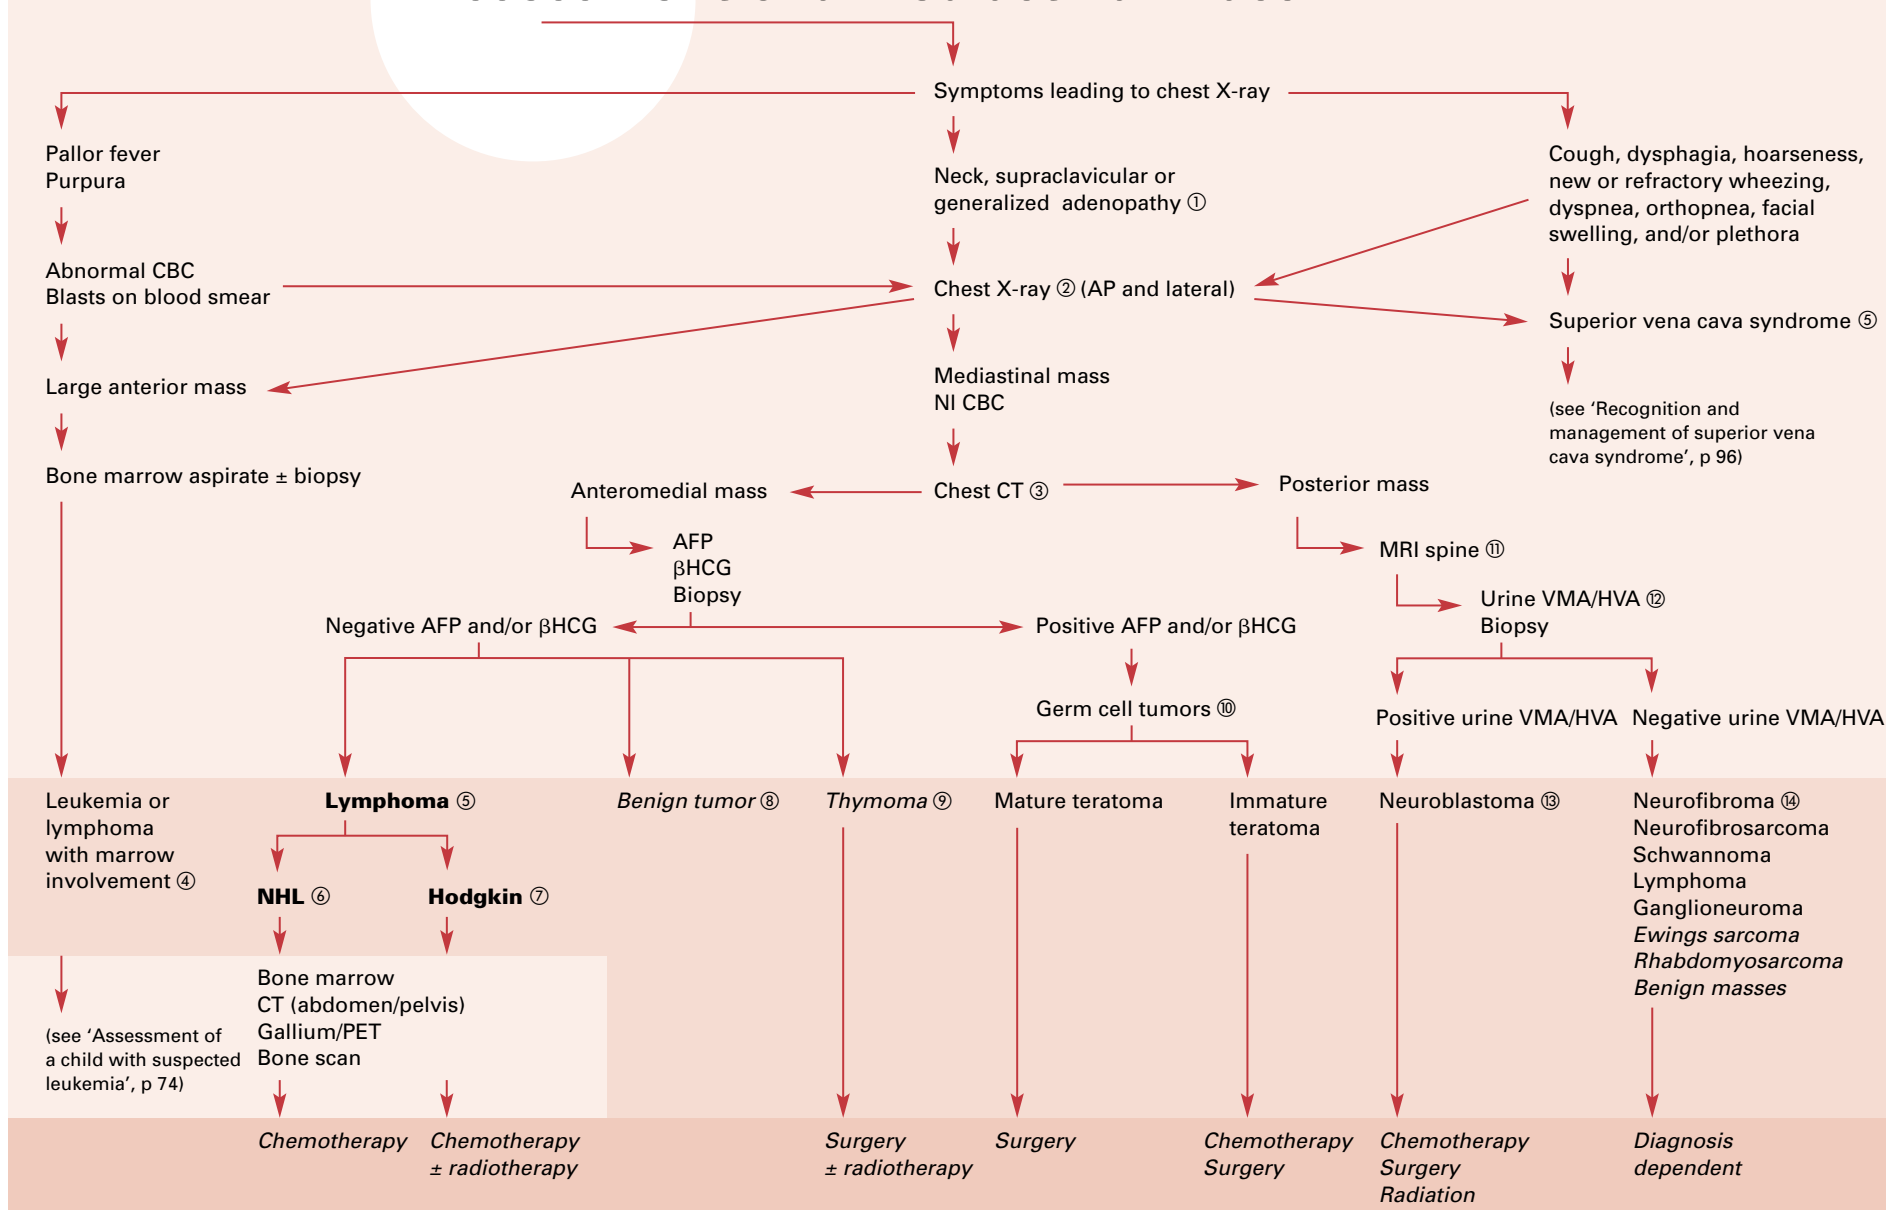 Symptoms leading to chest X-ray
Pallor fever
Purpura
Neck, supraclavicular or
generalized adenopathy ①
Cough, dysphagia, hoarseness,
new or refractory wheezing,
dyspnea, orthopnea, facial
swelling, and/or plethora
Abnormal CBC
Blasts on blood smear
Chest X-ray ② (AP and lateral)
Superior vena cava syndrome ⑤
Large anterior mass
Mediastinal mass
NI CBC
(see ‘Recognition and
management of superior vena
cava syndrome’, p 96)
Bone marrow aspirate ± biopsy
Anteromedial mass
Chest CT ③
Posterior mass
AFP
βHCG
Biopsy
MRI spine ⑪
Urine VMA/HVA ⑫
Biopsy
Negative AFP and/or βHCG
Positive AFP and/or βHCG
Germ cell tumors ⑩
Positive urine VMA/HVA
Negative urine VMA/HVA
Leukemia or
lymphoma
with marrow
involvement ④
Lymphoma ⑤
Benign tumor ⑧
Thymoma ⑨
Mature teratoma
Immature
teratoma
Neuroblastoma ⑬
Neurofibroma ⑭
Neurofibrosarcoma
Schwannoma
Lymphoma
Ganglioneuroma
Ewings sarcoma
Rhabdomyosarcoma
Benign masses
NHL ⑥
Hodgkin ⑦
(see ‘Assessment of
a child with suspected
leukemia’, p 74)
Bone marrow
CT (abdomen/pelvis)
Gallium/PET
Bone scan
Chemotherapy
Chemotherapy
± radiotherapy
Surgery
± radiotherapy
Surgery
Chemotherapy
Surgery
Chemotherapy
Surgery
Radiation
Diagnosis
dependent